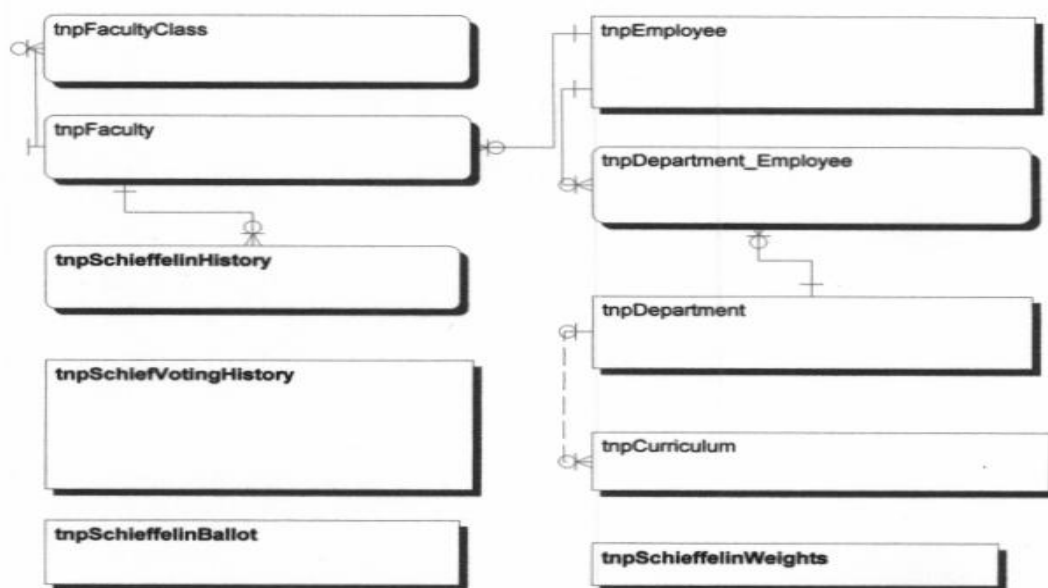 tnpFacultyClass
tnpFaculty
tnpSchieffelinHistory
tnpSchiefVotingHistory
tnpSchieffelinBallot
tnpEmployee
tnpDepartment_Employee
tnpDepartment
tnpCurriculum
tnpSchieffelinWeights